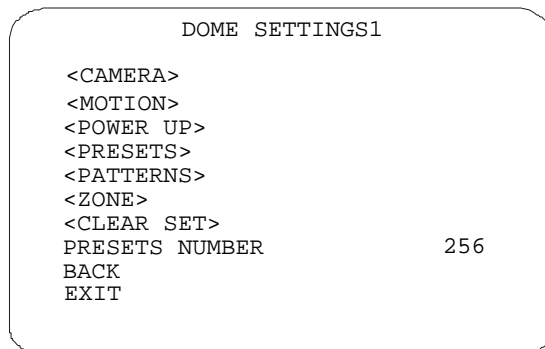 DOME SETTINGS1
<CAMERA>
<MOTION>
<POWER UP>
<PRESETS>
<PATTERNS>
<ZONE>
<CLEAR SET>
PRESETS NUMBER 256
BACK
EXIT